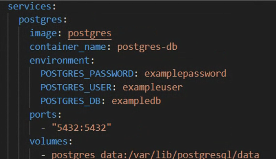 services:
  postgres:
    image: postgres
    container_name: postgres-db
    environment:
      POSTGRES_PASSWORD: examplepassword
      POSTGRES_USER: exampleuser
      POSTGRES_DB: exampledb
    ports:
      - "5432:5432"
    volumes:
      - postgres_data:/var/lib/postgresql/data